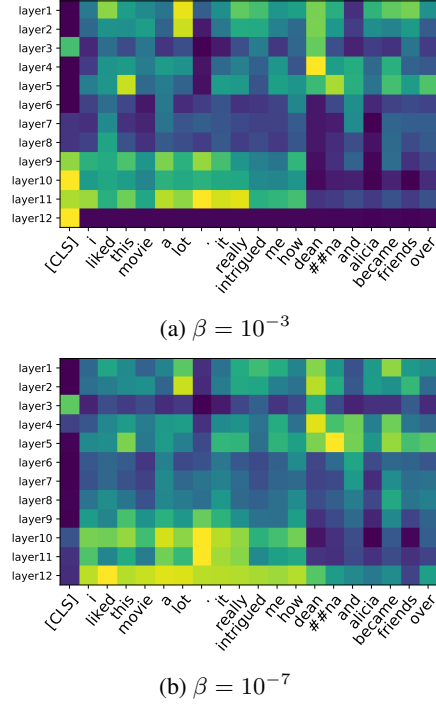 layer1
layer2
layer3
layer4
layer5
layer6
layer7
layer8
layer9
layer10
layer11
layer12
[CLS] i liked this movie a lot . it really intrigued me how dean ##na and alicia became friends over
(a) β = 10⁻³
layer1
layer2
layer3
layer4
layer5
layer6
layer7
layer8
layer9
layer10
layer11
layer12
[CLS] i liked this movie a lot . it really intrigued me how dean ##na and alicia became friends over
(b) β = 10⁻⁷